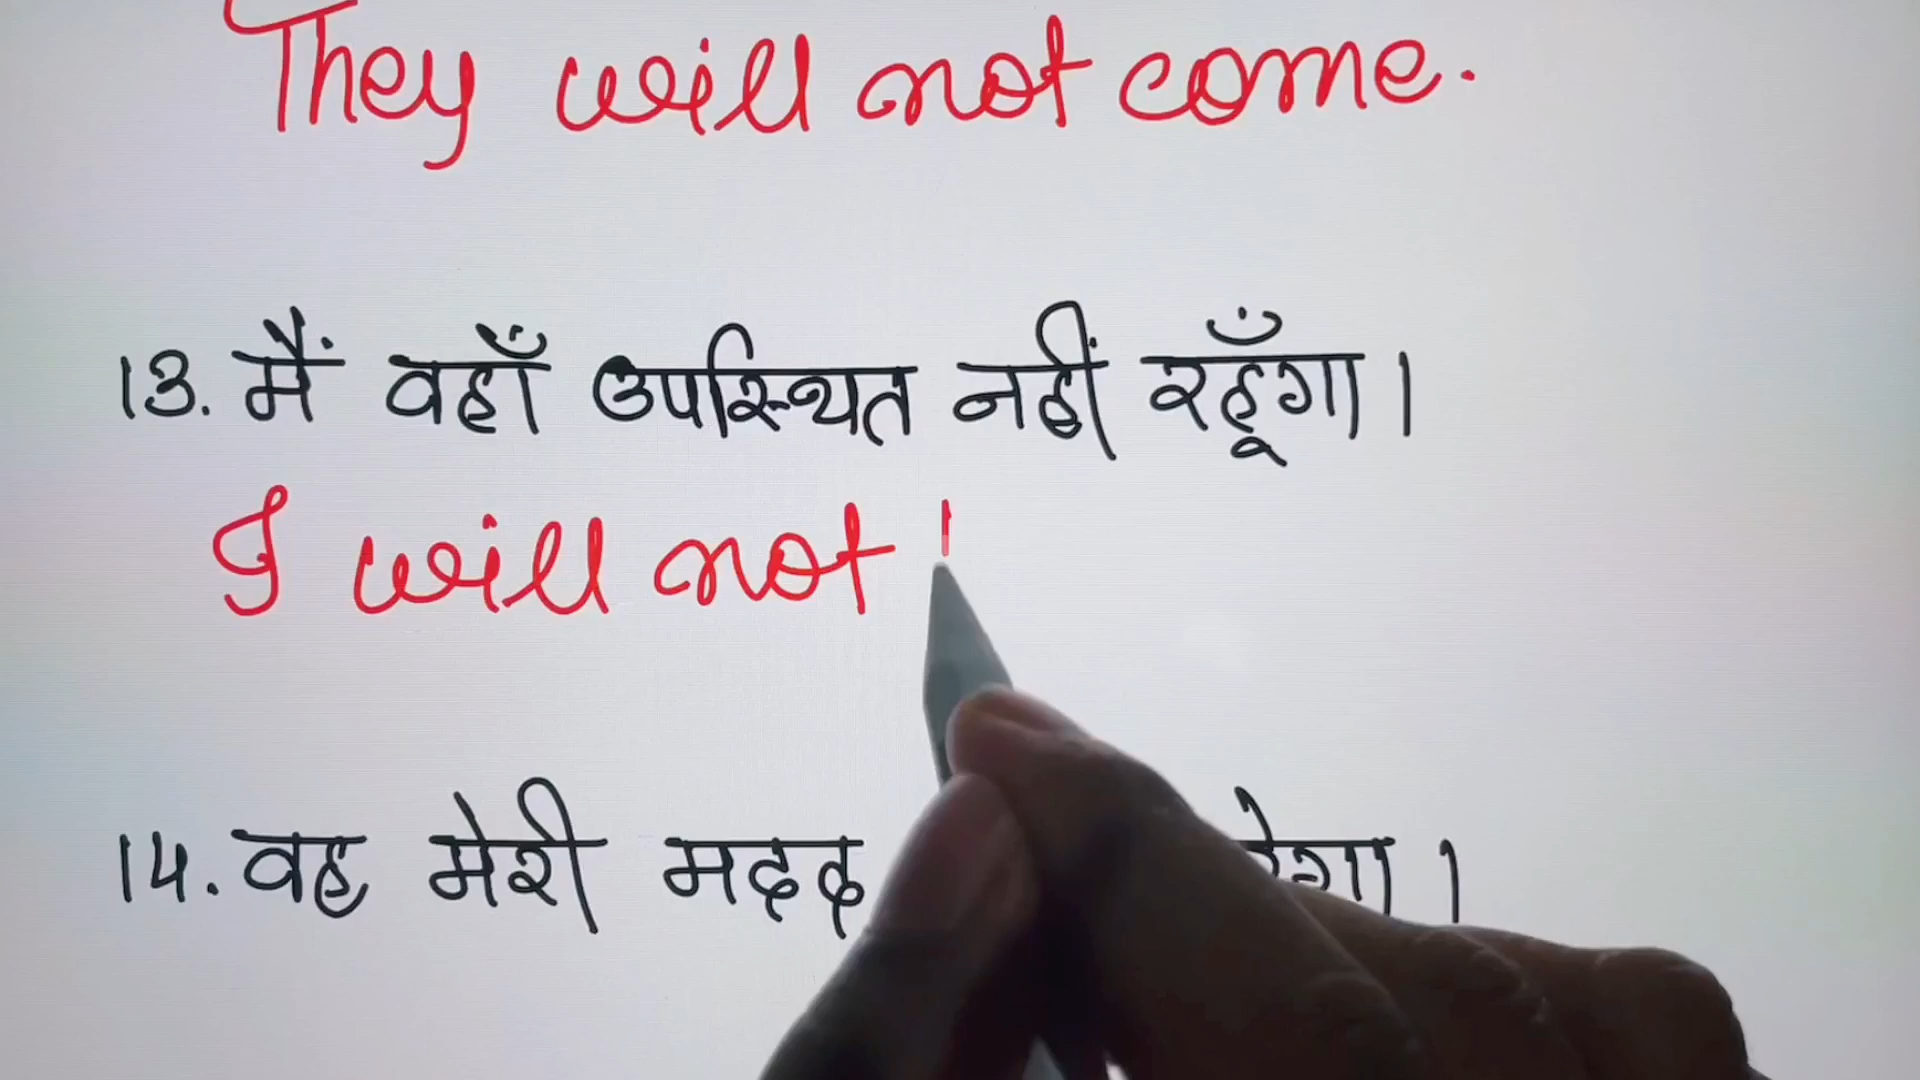 They will not come.
13. मैं वहाँ उपस्थित नहीं रहूँगा।
I will not
14. वह मेरी मदद